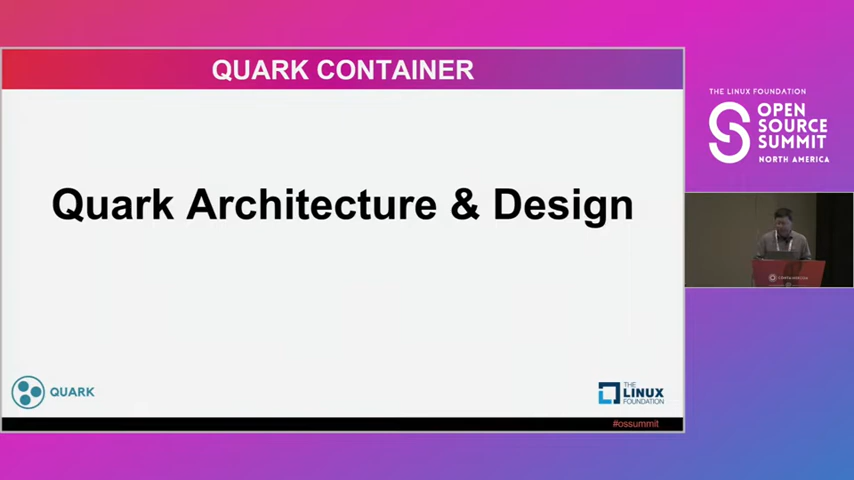 QUARK CONTAINER
Quark Architecture & Design
QUARK
THE
LINUX
FOUNDATION
#ossummit
THE LINUX FOUNDATION
OPEN
SOURCE
SUMMIT
NORTH AMERICA